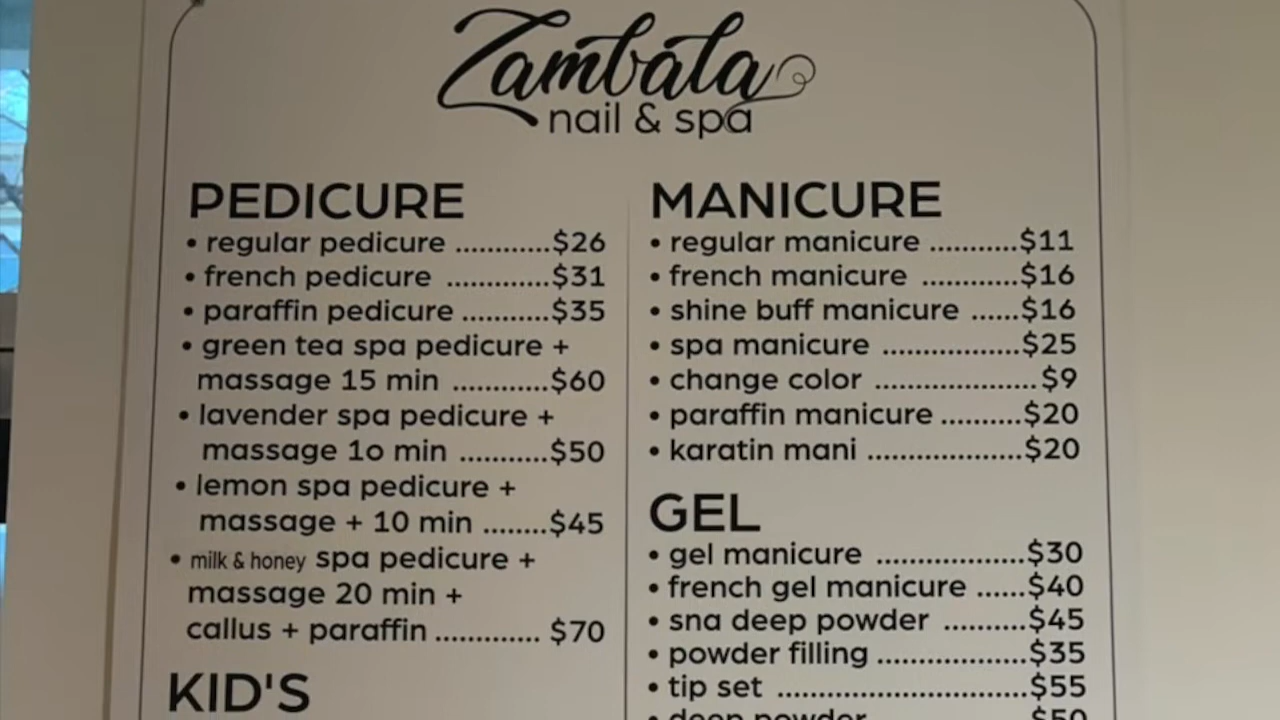 Zambala
nail & spa
PEDICURE
• regular pedicure ............$26
• french pedicure .............$31
• paraffin pedicure ...........$35
• green tea spa pedicure +
massage 15 min ............$60
• lavender spa pedicure +
massage 1o min ...........$50
• lemon spa pedicure +
massage + 10 min ........$45
• milk & honey spa pedicure +
massage 20 min +
callus + paraffin ............. $70
KID'S
MANICURE
• regular manicure ...........$11
• french manicure ............$16
• shine buff manicure ......$16
• spa manicure .................$25
• change color ....................$9
• paraffin manicure ..........$20
• karatin mani ...................$20
GEL
• gel manicure ...................$30
• french gel manicure ......$40
• sna deep powder ..........$45
• powder filling ...................$35
• tip set ................................$55
• deep powder $50